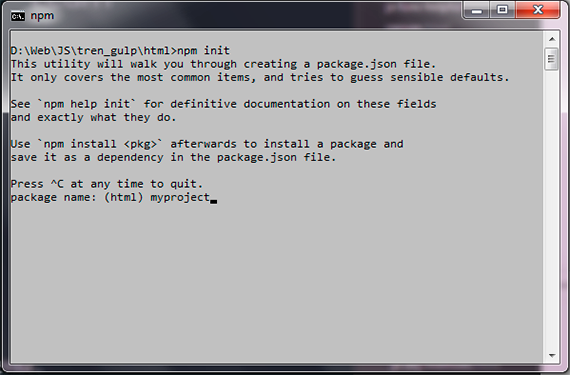 npm
D:\Web\JS\tren_gulp\html>npm init
This utility will walk you through creating a package.json file.
It only covers the most common items, and tries to guess sensible defaults.
See `npm help init` for definitive documentation on these fields
and exactly what they do.
Use `npm install <pkg>` afterwards to install a package and
save it as a dependency in the package.json file.
Press ^C at any time to quit.
package name: (html) myproject